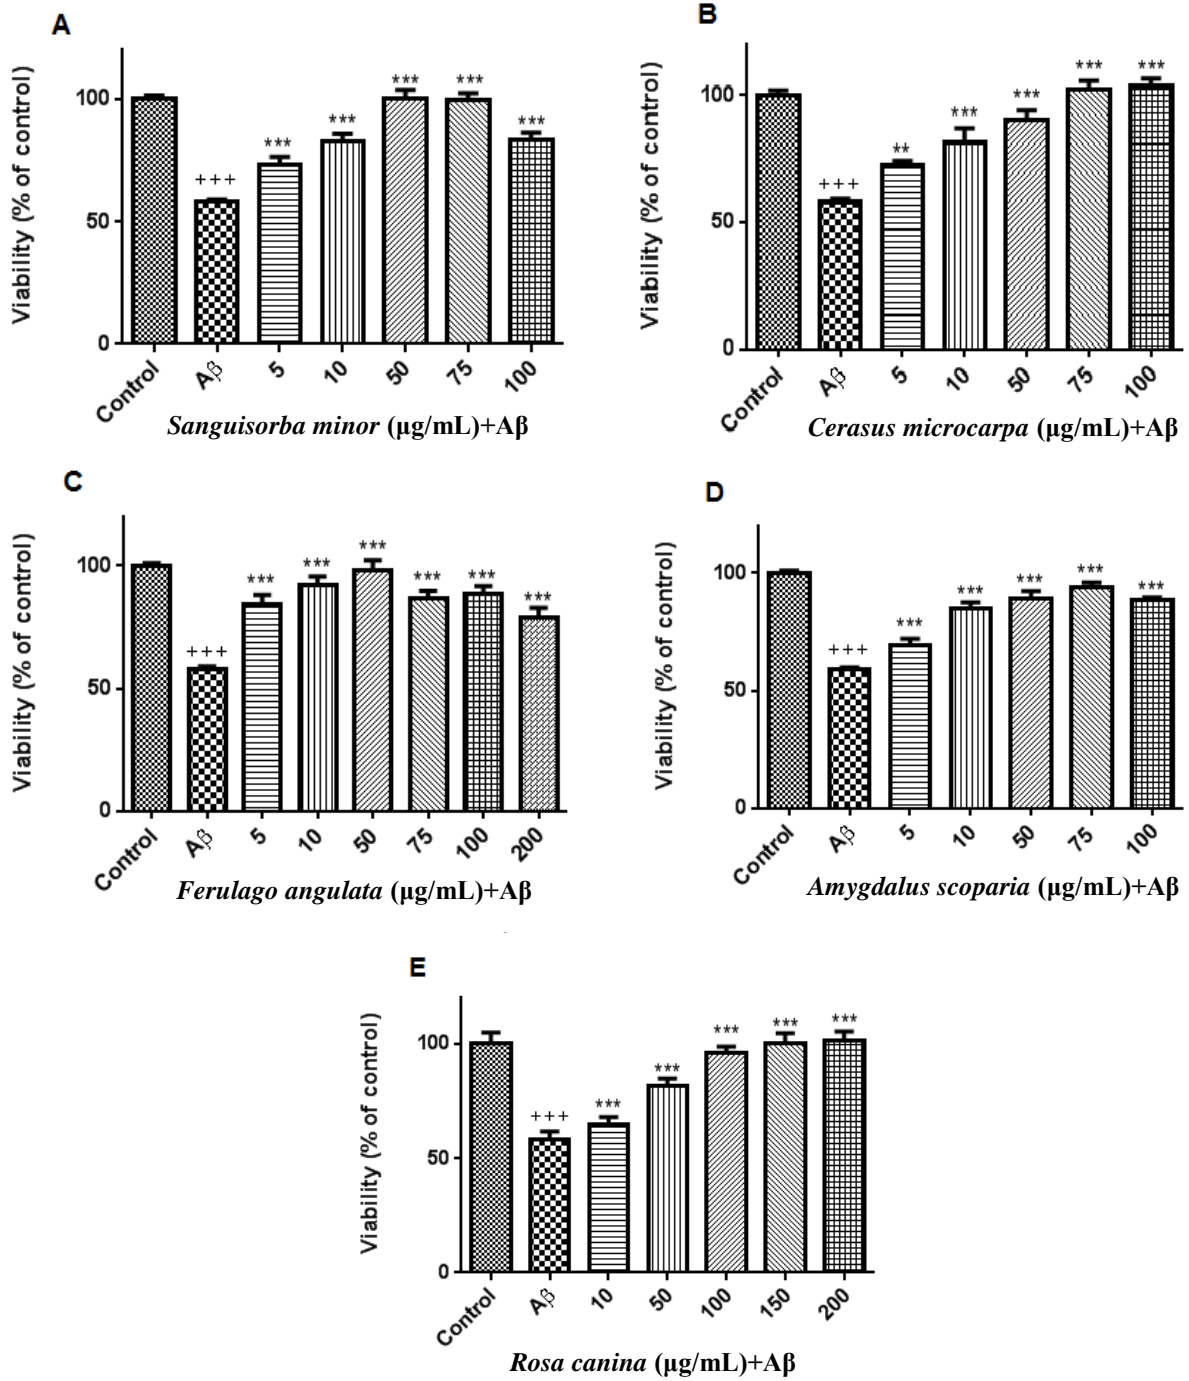 A
Viability (% of control)
100
50
0
+++
***
***
***
***
***
Control
Aβ
5
10
50
75
100
Sanguisorba minor (μg/mL)+Aβ
B
Viability (% of control)
100
50
0
+++
**
***
***
***
***
Control
Aβ
5
10
50
75
100
Cerasus microcarpa (μg/mL)+Aβ
C
Viability (% of control)
100
50
0
+++
***
***
***
***
***
***
Control
Aβ
5
10
50
75
100
200
Ferulago angulata (μg/mL)+Aβ
D
Viability (% of control)
100
50
0
+++
***
***
***
***
***
Control
Aβ
5
10
50
75
100
Amygdalus scoparia (μg/mL)+Aβ
E
Viability (% of control)
100
50
0
+++
***
***
***
***
***
Control
Aβ
10
50
100
150
200
Rosa canina (μg/mL)+Aβ